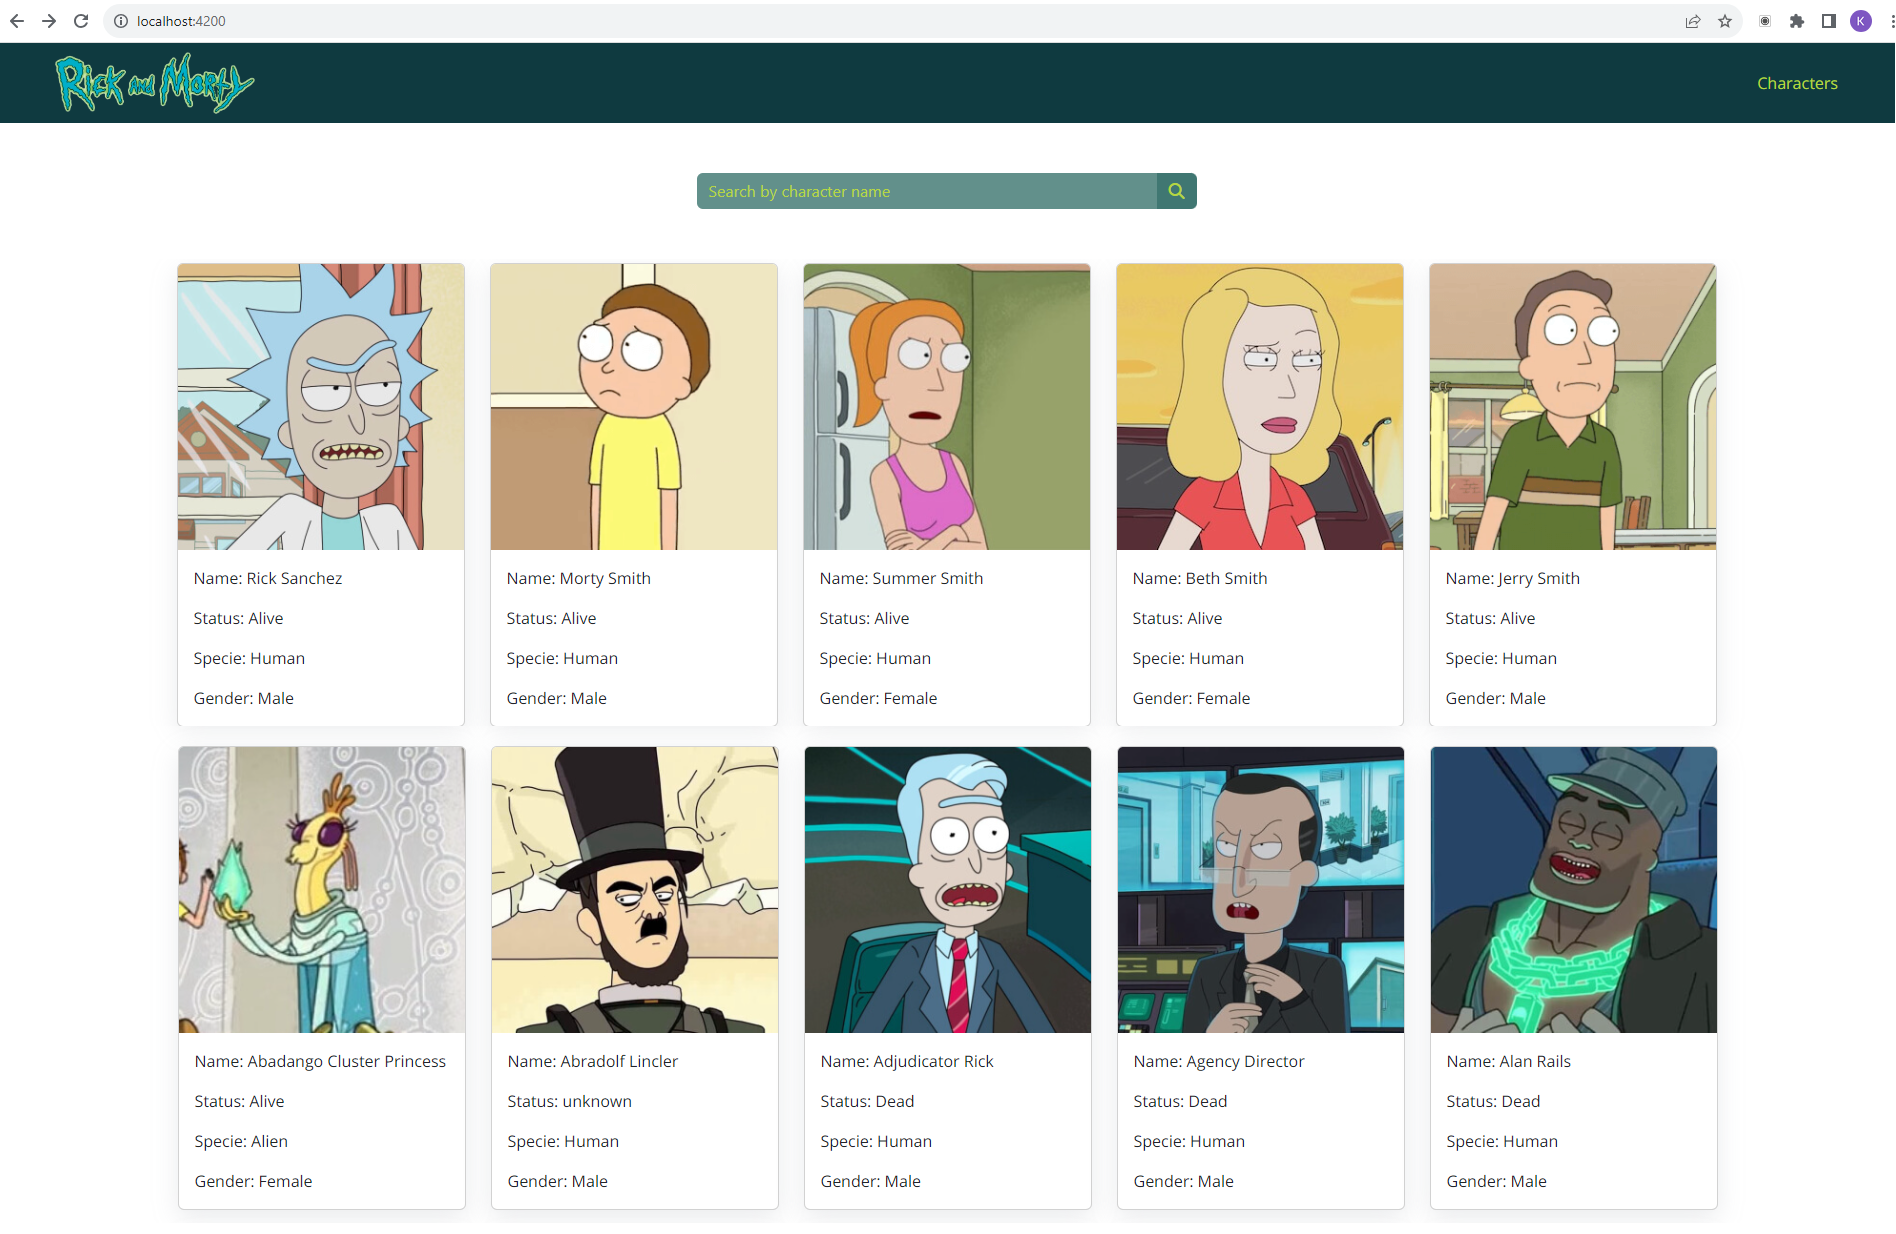 localhost:4200
K
Rick and Morty
Characters
Search by character name
Name: Rick Sanchez
Status: Alive
Specie: Human
Gender: Male
Name: Morty Smith
Status: Alive
Specie: Human
Gender: Male
Name: Summer Smith
Status: Alive
Specie: Human
Gender: Female
Name: Beth Smith
Status: Alive
Specie: Human
Gender: Female
Name: Jerry Smith
Status: Alive
Specie: Human
Gender: Male
Name: Abadango Cluster Princess
Status: Alive
Specie: Alien
Gender: Female
Name: Abradolf Lincler
Status: unknown
Specie: Human
Gender: Male
Name: Adjudicator Rick
Status: Dead
Specie: Human
Gender: Male
Name: Agency Director
Status: Dead
Specie: Human
Gender: Male
Name: Alan Rails
Status: Dead
Specie: Human
Gender: Male